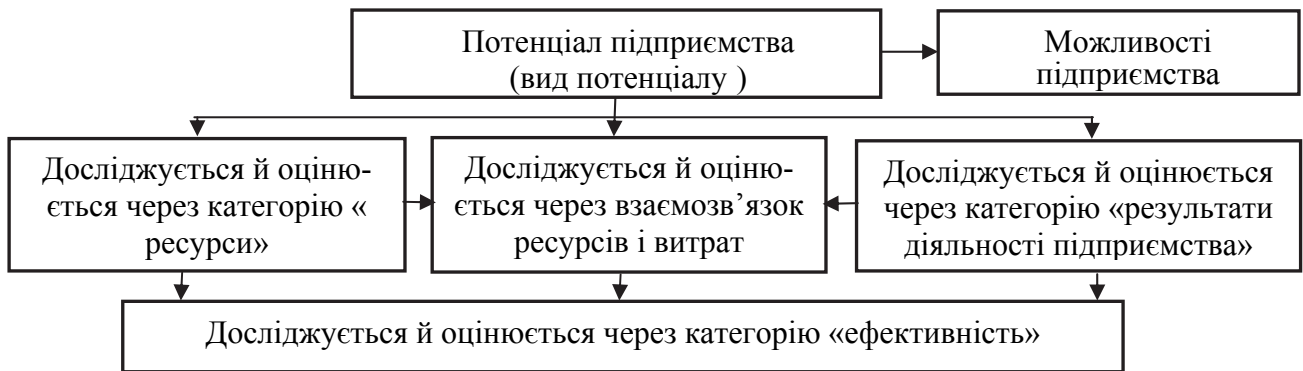 Потенціал підприємства
(вид потенціалу )
Можливості
підприємства
Досліджується й оціню-
ється через категорію «
ресурси»
Досліджується й оціню-
ється через взаємозв’язок
ресурсів і витрат
Досліджується й оцінюється
через категорію «результати
діяльності підприємства»
Досліджується й оцінюється через категорію «ефективність»